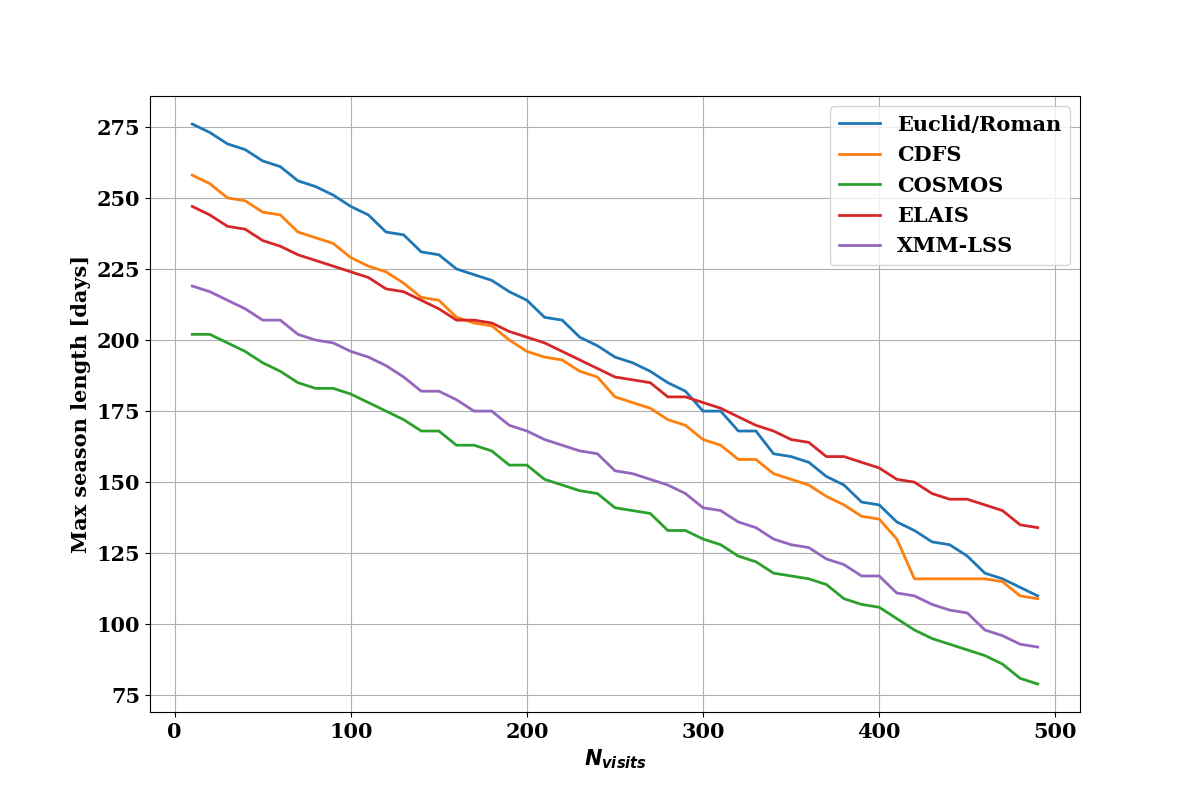 Max season length [days]
275
250
225
200
175
150
125
100
75
0 100 200 300 400 500
N_visits
Euclid/Roman
CDFS
COSMOS
ELAIS
XMM-LSS